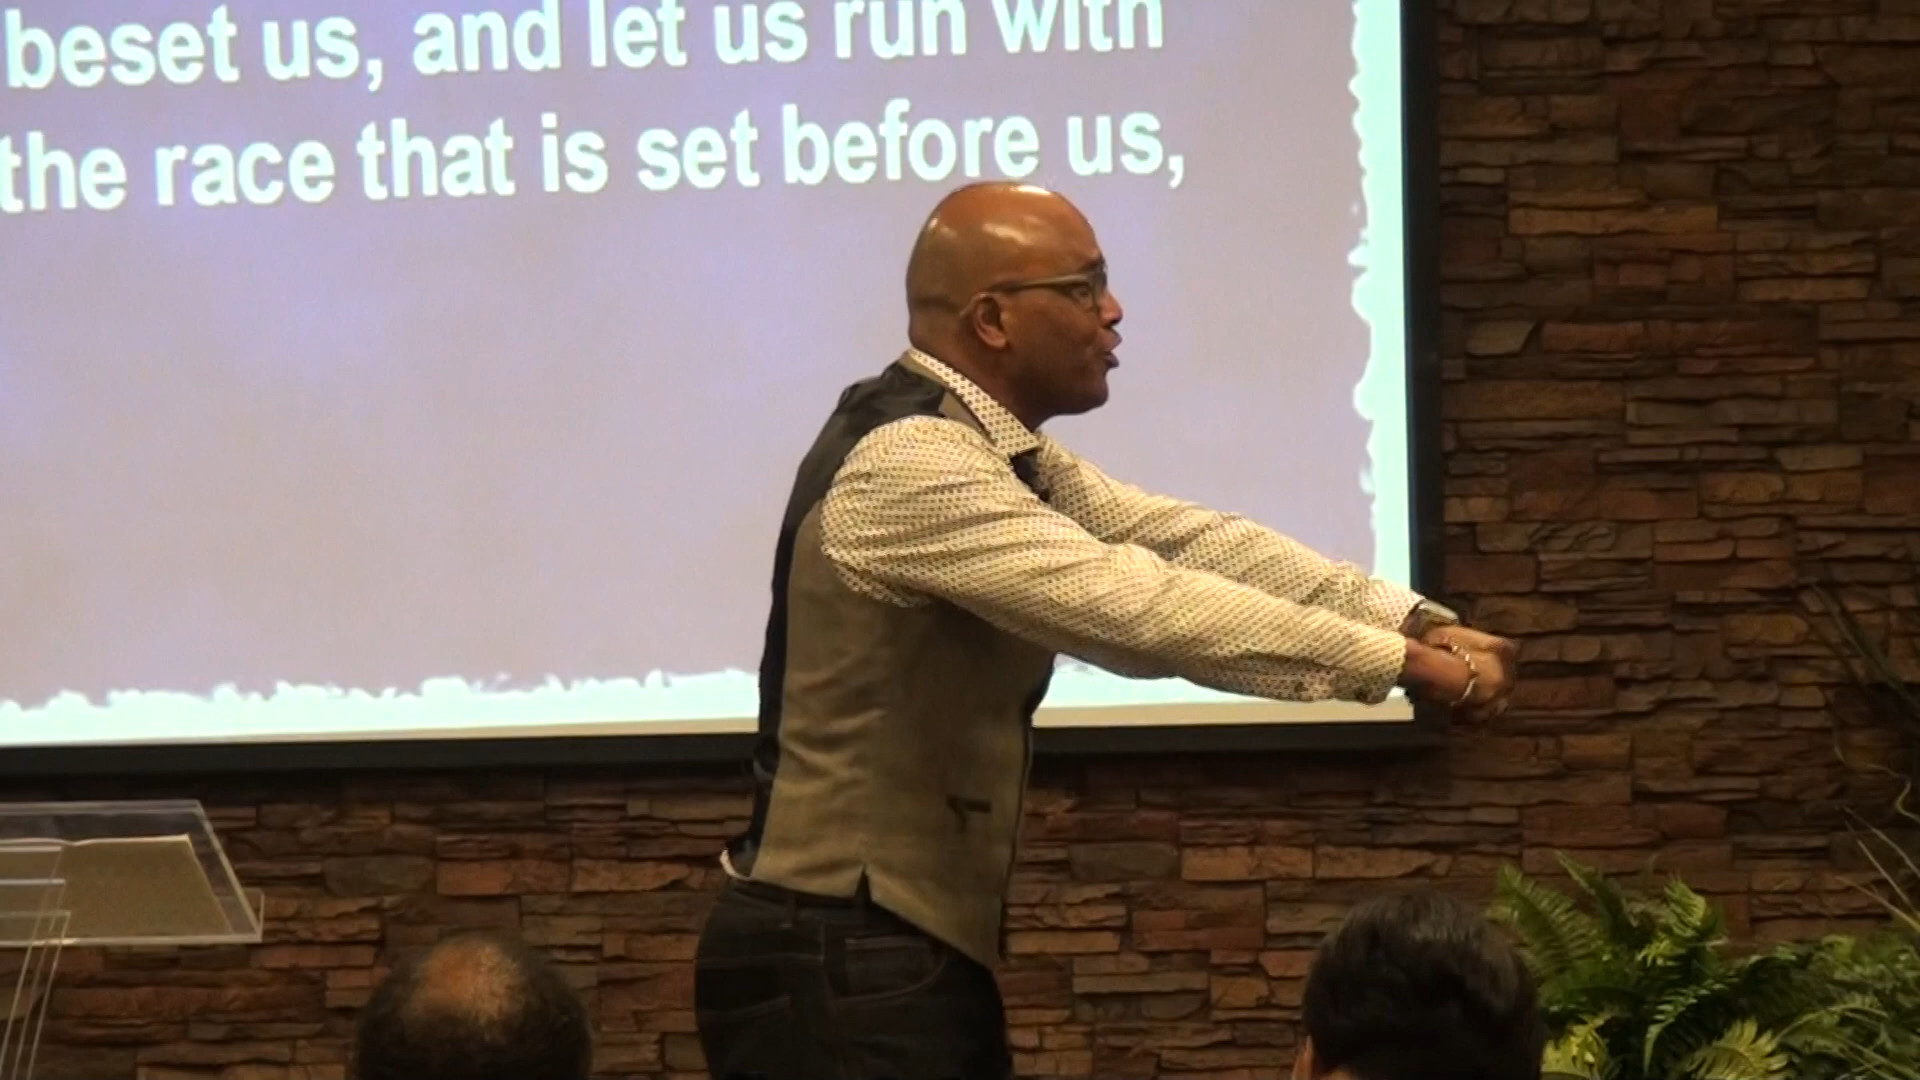 beset us, and let us run with
the race that is set before us,